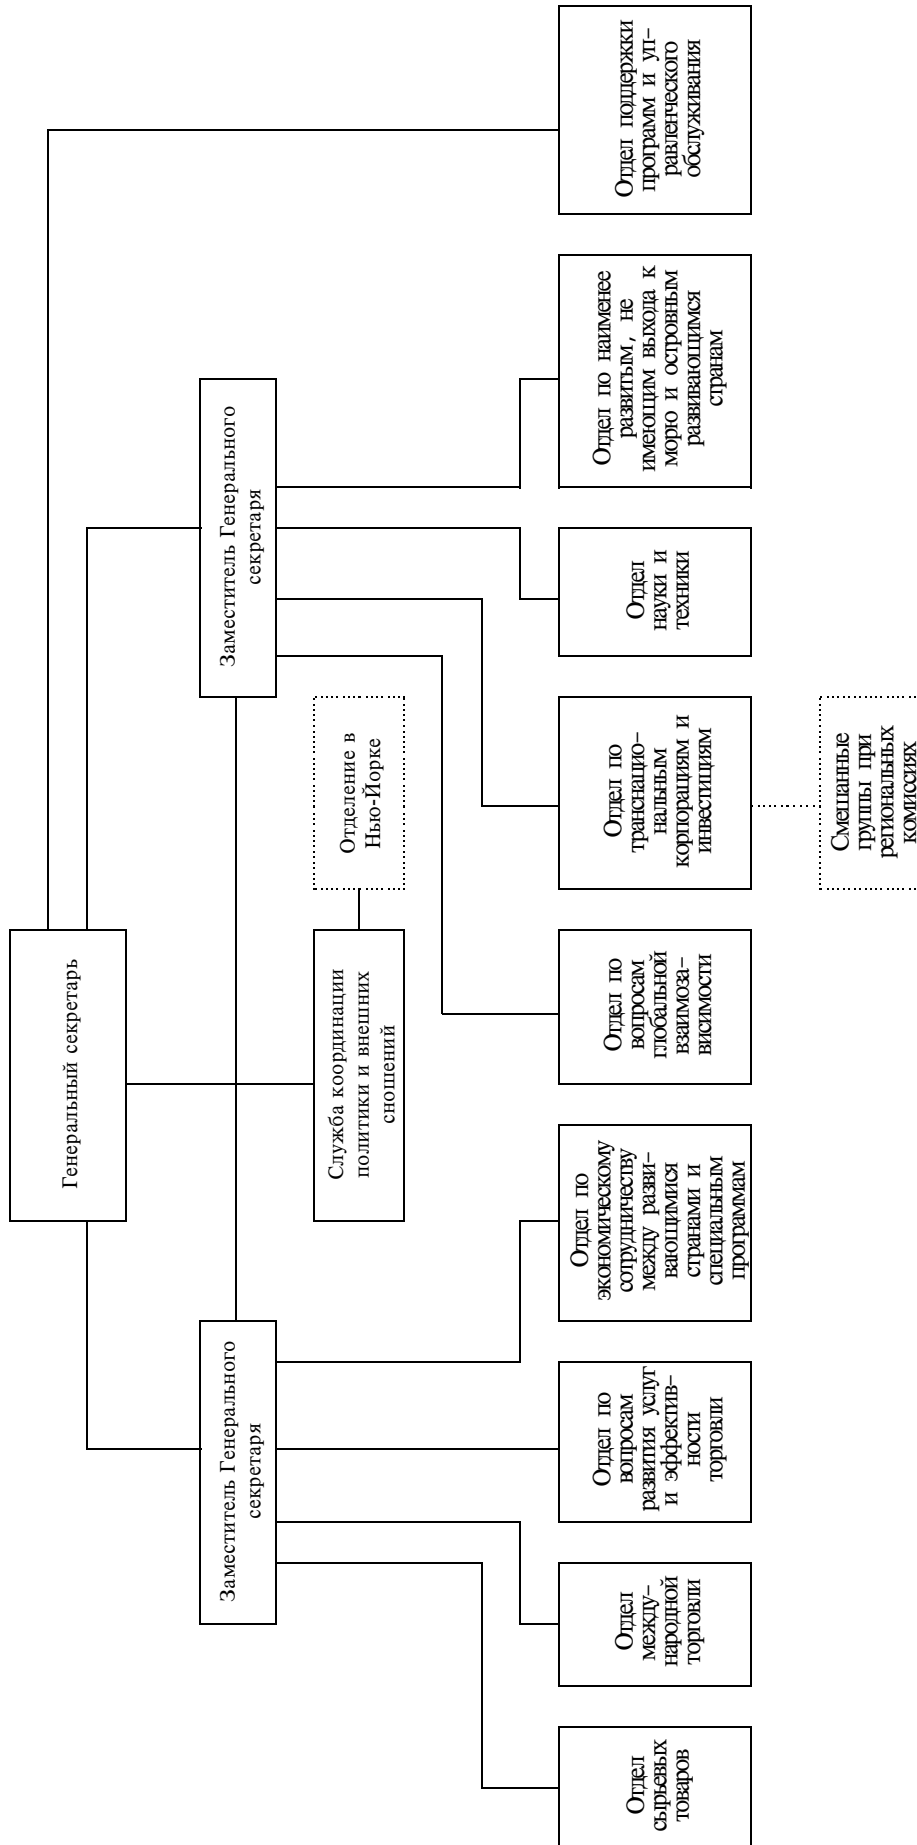 Генеральный секретарь
Заместитель Генерального
секретаря
Заместитель Генерального
секретаря
Служба координации
политики и внешних
сношений
Отделение в
Нью-Йорке
Отдел
сырьевых
товаров
Отдел
между-
народной
торговли
Отдел по
вопросам
развития услуг
и эффектив-
ности
торговли
Отдел по
экономическому
сотрудничеству
между разви-
вающимися
странами и
специальным
программам
Отдел по
вопросам
глобальной
взаимоза-
висимости
Отдел по
транснацио-
нальным
корпорациям и
инвестициям
Отдел
науки и
техники
Отдел по наименее
развитым, не
имеющим выхода к
морю и островным
развивающимся
странам
Отдел поддержки
программ и уп-
равленческого
обслуживания
Смешанные
группы при
региональных
комиссиях